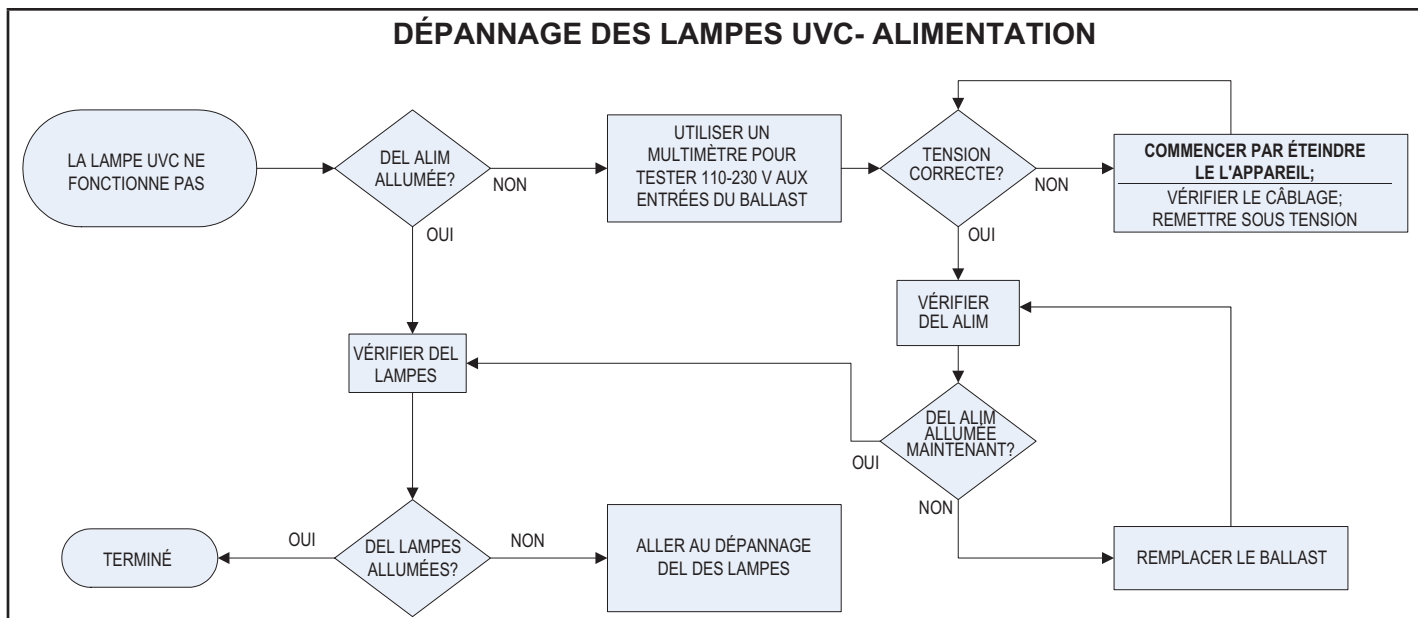 DÉPANNAGE DES LAMPES UVC- ALIMENTATION
LA LAMPE UVC NE
FONCTIONNE PAS
DEL ALIM
ALLUMÉE?
NON
OUI
UTILISER UN
MULTIMÈTRE POUR
TESTER 110-230 V AUX
ENTRÉES DU BALLAST
TENSION
CORRECTE?
NON
OUI
COMMENCER PAR ÉTEINDRE
LE L'APPAREIL;
VÉRIFIER LE CÂBLAGE;
REMETTRE SOUS TENSION
VÉRIFIER
DEL ALIM
VÉRIFIER DEL
LAMPES
DEL ALIM
ALLUMÉE
MAINTENANT?
OUI
NON
TERMINÉ
OUI
DEL LAMPES
ALLUMÉES?
NON
ALLER AU DÉPANNAGE
DEL DES LAMPES
REMPLACER LE BALLAST